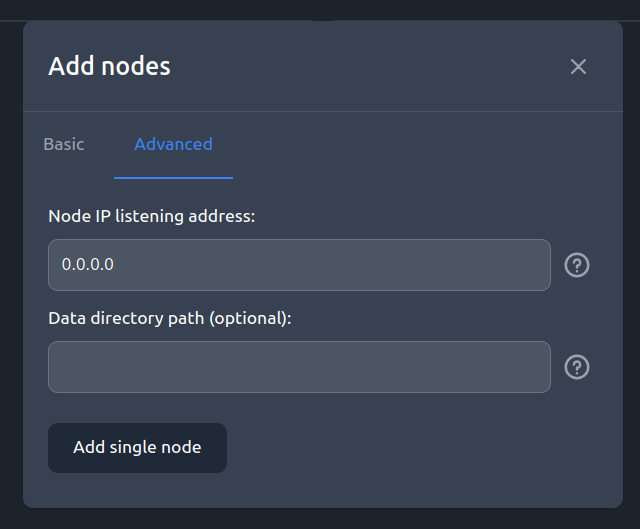 Add nodes
Basic Advanced
Node IP listening address:
0.0.0.0
Data directory path (optional):
Add single node